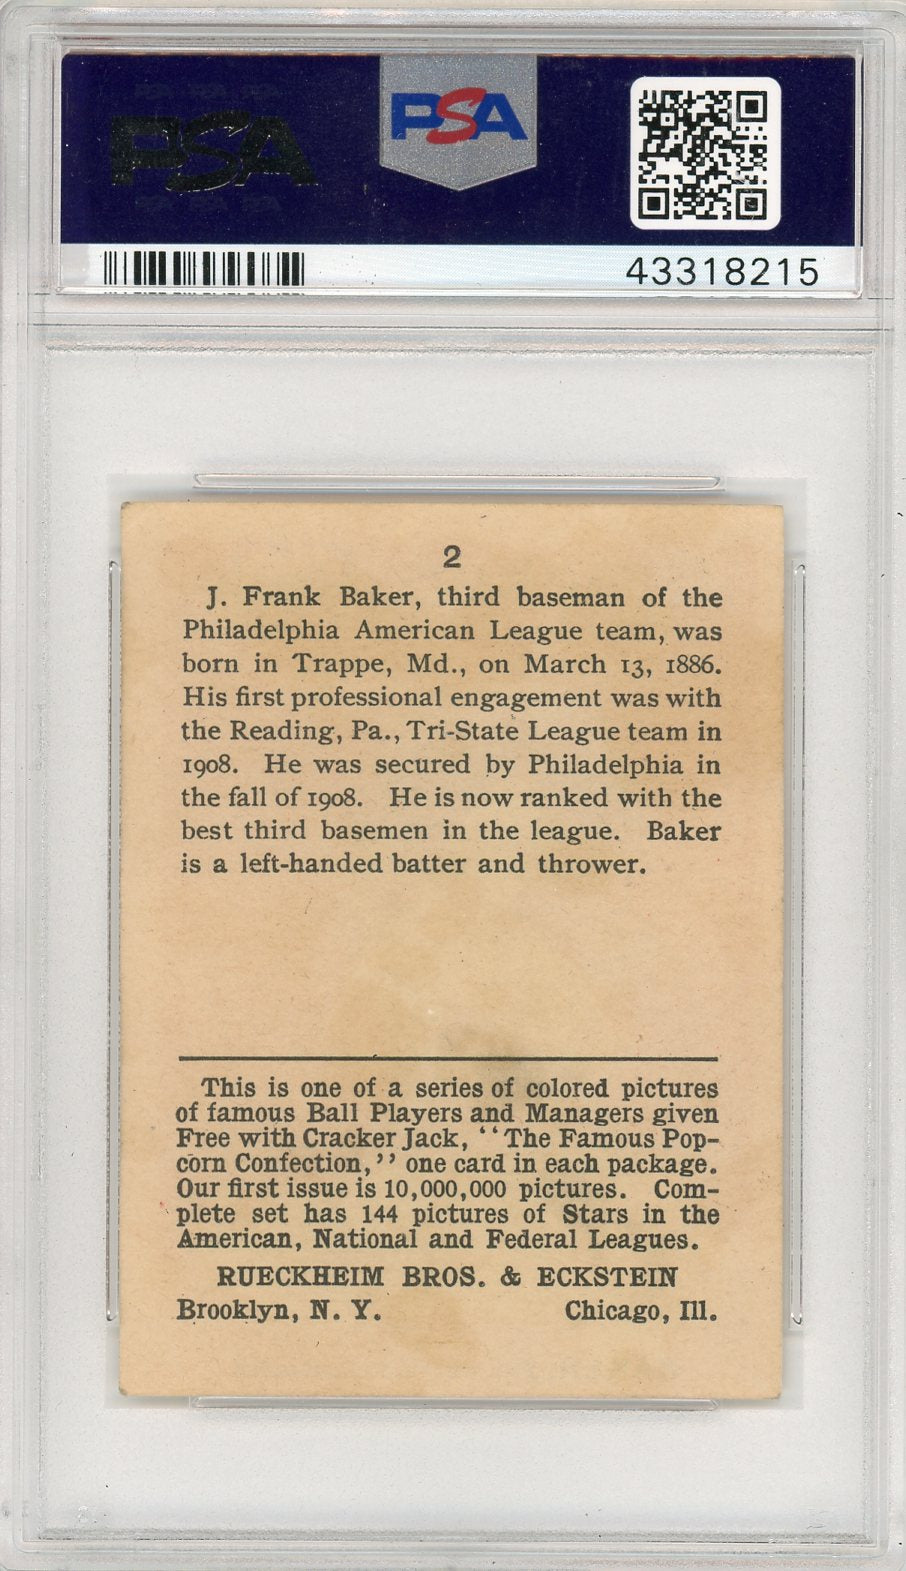 PSA
PSA
43318215
2
J. Frank Baker, third baseman of the
Philadelphia American League team, was
born in Trappe, Md., on March 13, 1886.
His first professional engagement was with
the Reading, Pa., Tri-State League team in
1908. He was secured by Philadelphia in
the fall of 1908. He is now ranked with the
best third basemen in the league. Baker
is a left-handed batter and thrower.
This is one of a series of colored pictures
of famous Ball Players and Managers given
Free with Cracker Jack, “The Famous Pop-
corn Confection,” one card in each package.
Our first issue is 10,000,000 pictures. Com-
plete set has 144 pictures of Stars in the
American, National and Federal Leagues.
RUECKHEIM BROS. & ECKSTEIN
Brooklyn, N. Y. Chicago, Ill.